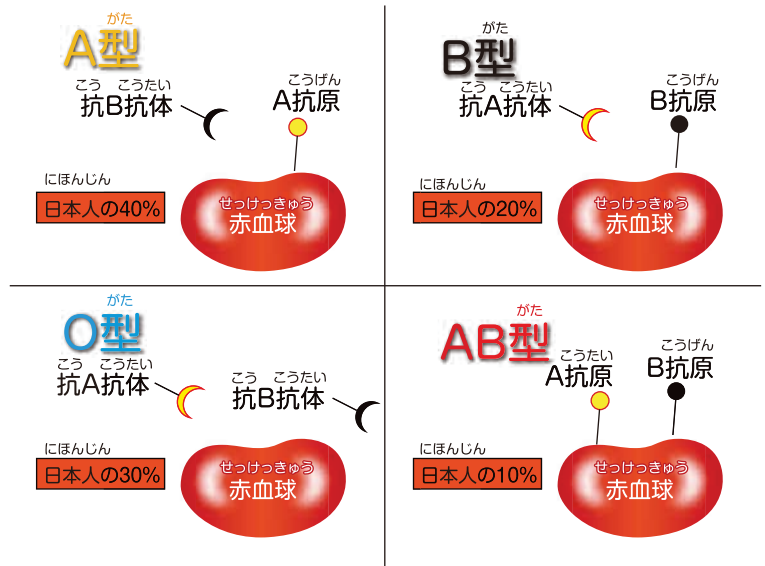 がた
A型
こう こうたい
抗B抗体
こうげん
A抗原
にほんじん
日本人の40%
せっけっきゅう
赤血球
がた
B型
こう こうたい
抗A抗体
こうげん
B抗原
にほんじん
日本人の20%
せっけっきゅう
赤血球
がた
O型
こう こうたい
抗A抗体
こう こうたい
抗B抗体
にほんじん
日本人の30%
せっけっきゅう
赤血球
がた
AB型
こうたい
A抗原
こうげん
B抗原
にほんじん
日本人の10%
せっけっきゅう
赤血球